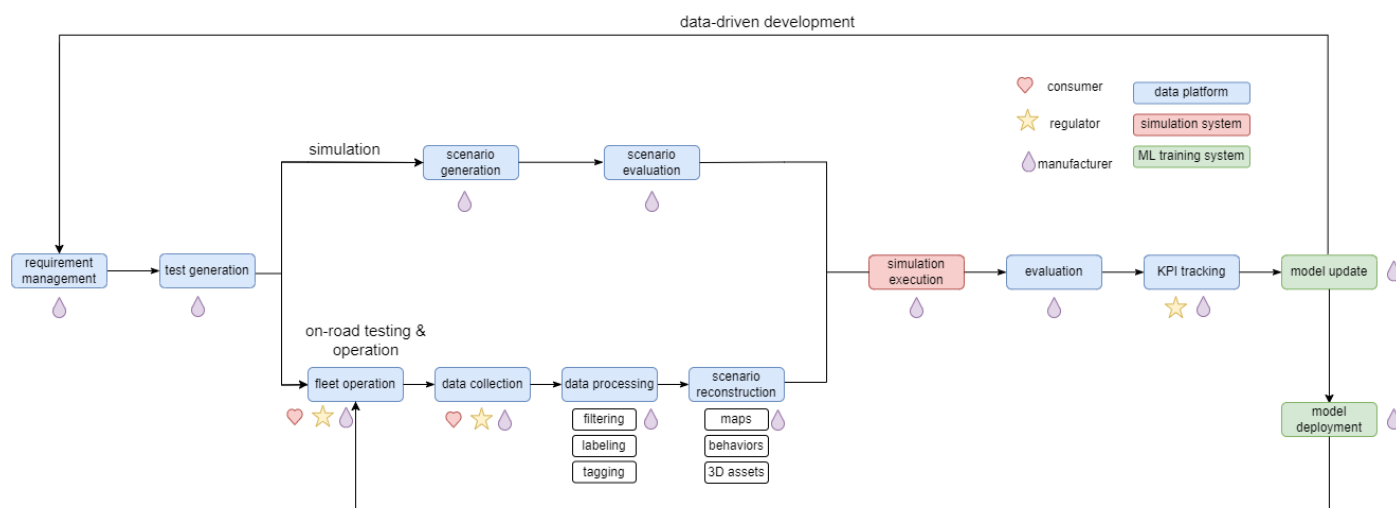 data-driven development
consumer
data platform
regulator
simulation system
manufacturer
ML training system
simulation
scenario
generation
scenario
evaluation
requirement
management
test generation
simulation
execution
evaluation
KPI tracking
model update
on-road testing &
operation
fleet operation
data collection
data processing
scenario
reconstruction
filtering
labeling
tagging
maps
behaviors
3D assets
model
deployment